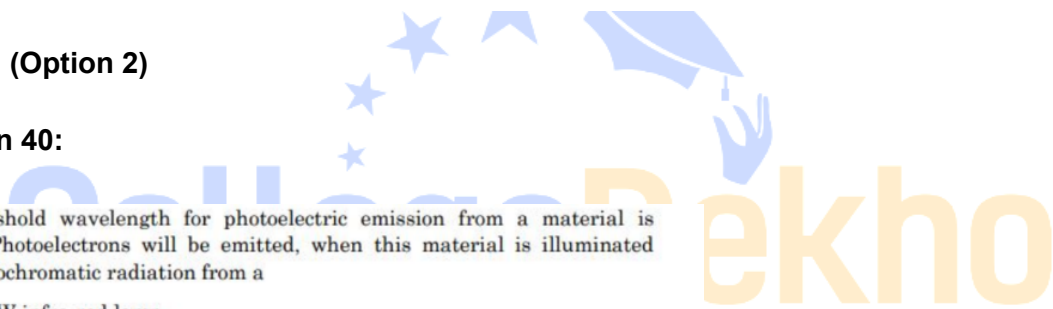 (Option 2)
n 40:
shold wavelength for photoelectric emission from a material is
Photoelectrons will be emitted, when this material is illuminated
ochromatic radiation from a
ekho